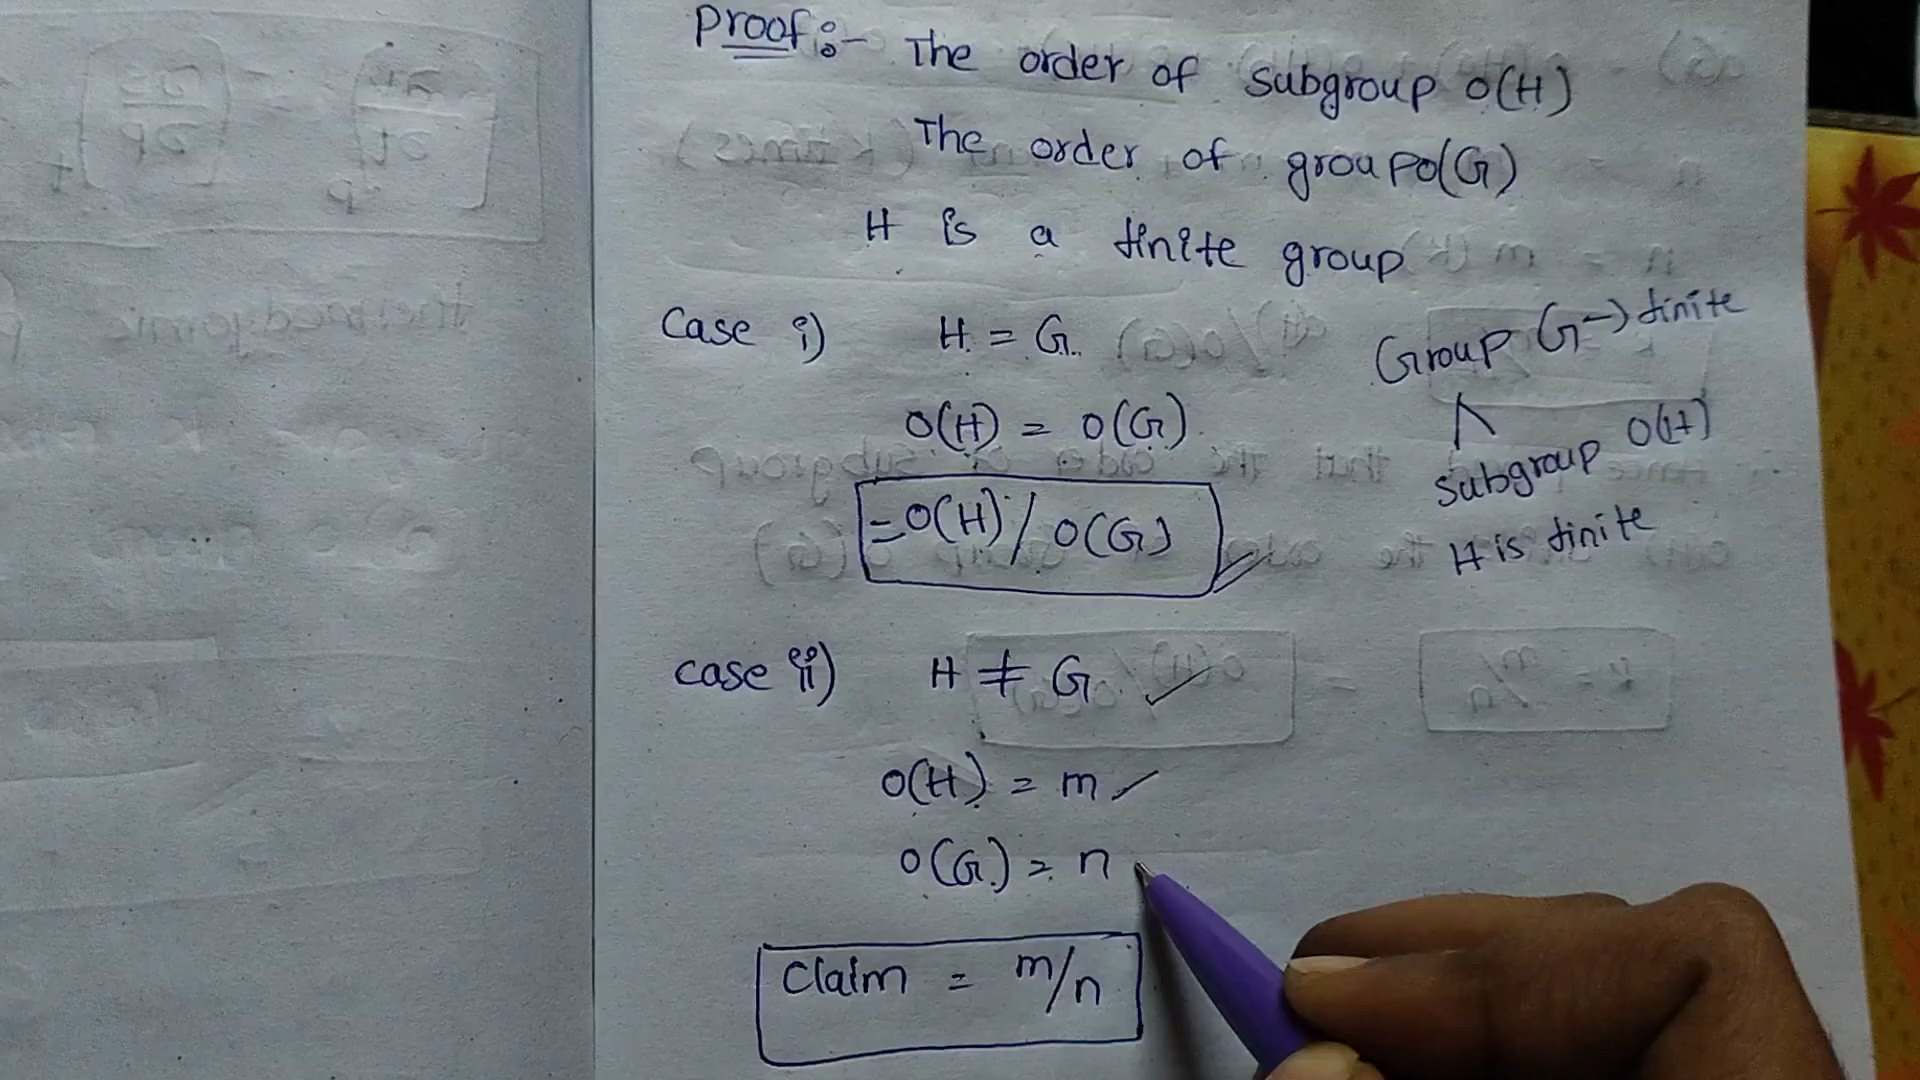 Proof :- The order of subgroup O(H)
The order of group O(G)
H is a finite group
Case i) H = G
O(H) = O(G)
= O(H) / O(G)
Group G → finite
subgroup O(H)
H is finite
case ii) H ≠ G
O(H) = m
O(G) = n
Claim = m/n